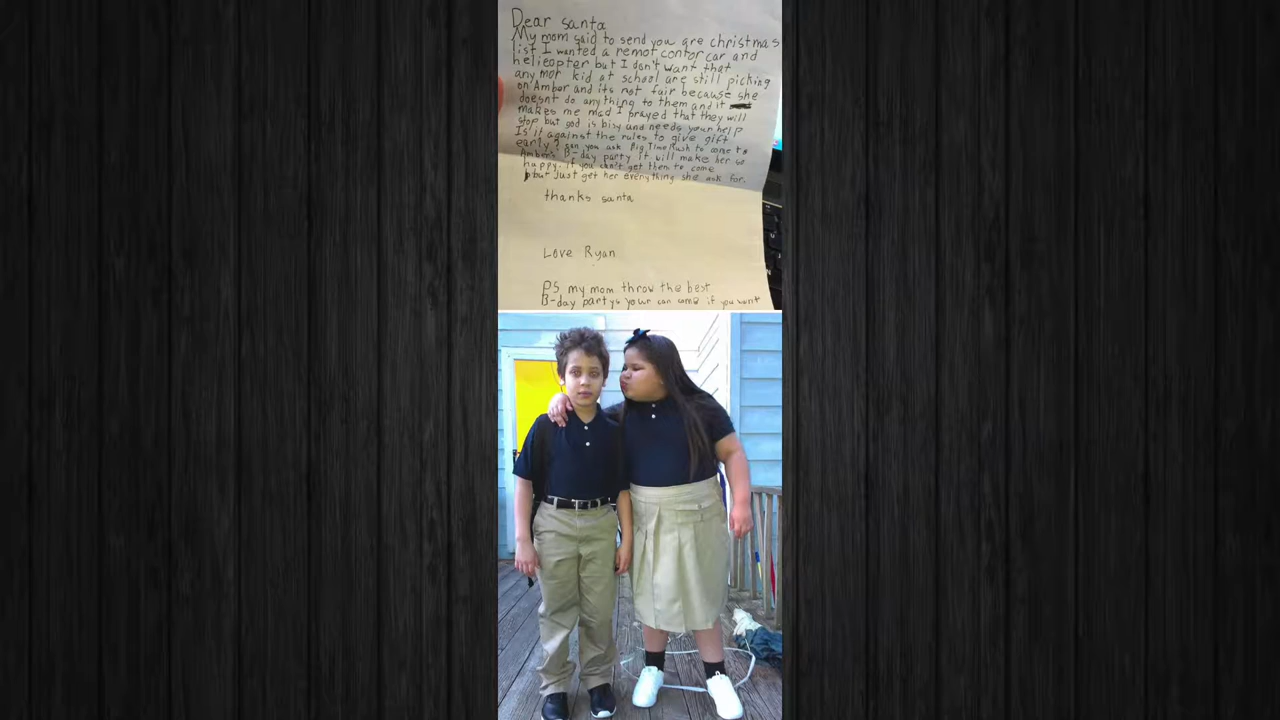 Dear santa
My mom said to send you are christmas
list I wanted a remot contor car and
helicopter but I don't want that
any mor kid at school are still picking
on Amber and its not fair because she
doesnt do anything to them and it
makes me mad I prayed that they will
stop but god is bisy and needs your help
Is it against the rules to give gift
early? can you ask Big Time Rush to come to
Amber's B-day party it will make her so
happy. if you can't get them to come
but just get her everything she ask for.
thanks santa
Love Ryan
PS my mom throw the best
B-day partys your can come if you want